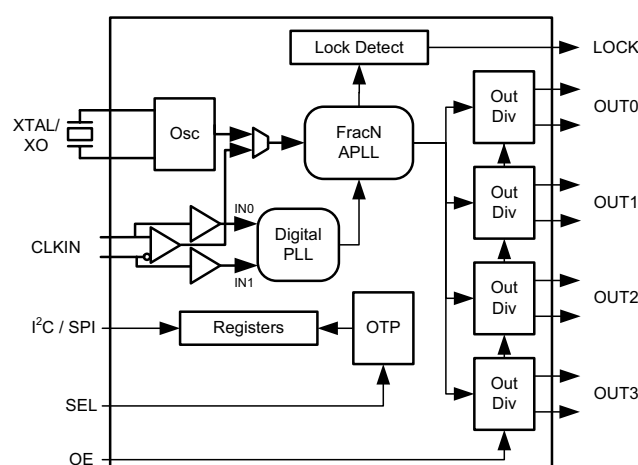 Lock Detect
LOCK
XTAL/
XO
Osc
FracN
APLL
Out
Div
OUT0
Out
Div
OUT1
CLKIN
IN0
IN1
Digital
PLL
Out
Div
OUT2
I²C / SPI
Registers
OTP
Out
Div
OUT3
SEL
OE